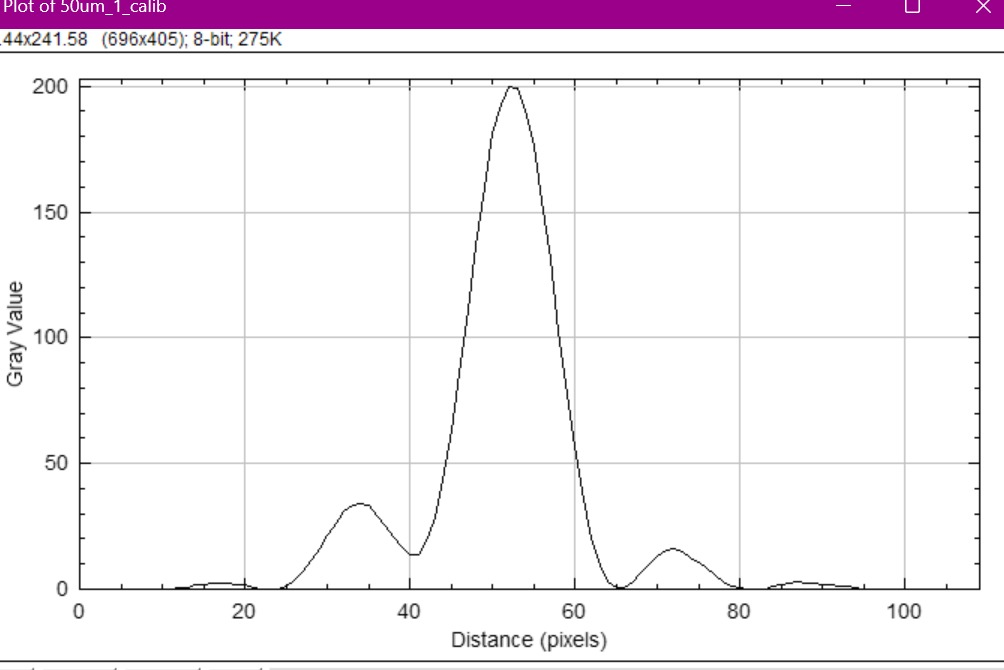 Plot of 50um_1_calib
.44x241.58 (696x405); 8-bit; 275K
200
150
100
50
0
0 20 40 60 80 100
Gray Value
Distance (pixels)